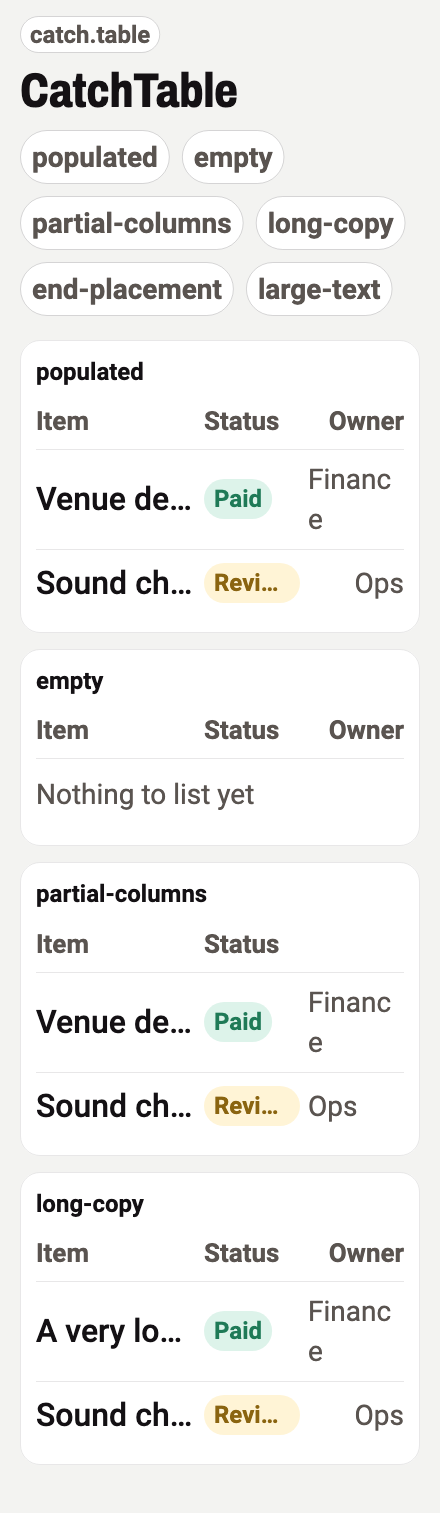 catch.table
CatchTable
populated empty
partial-columns long-copy
end-placement large-text
populated
Item Status Owner
Venue de... Paid Financ
e
Sound ch... Revi... Ops
empty
Item Status Owner
Nothing to list yet
partial-columns
Item Status
Venue de... Paid Financ
e
Sound ch... Revi... Ops
long-copy
Item Status Owner
A very lo... Paid Financ
e
Sound ch... Revi... Ops